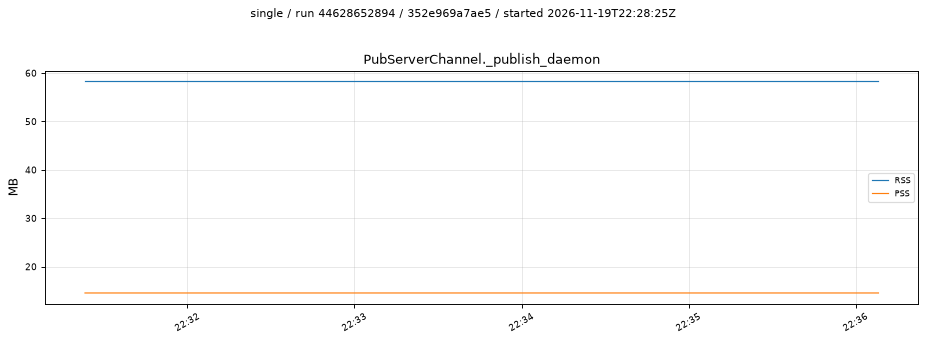 single / run 44628652894 / 352e969a7ae5 / started 2026-11-19T22:28:25Z
PubServerChannel._publish_daemon
60
50
40
30
20
MB
RSS
PSS
22:32
22:33
22:34
22:35
22:36